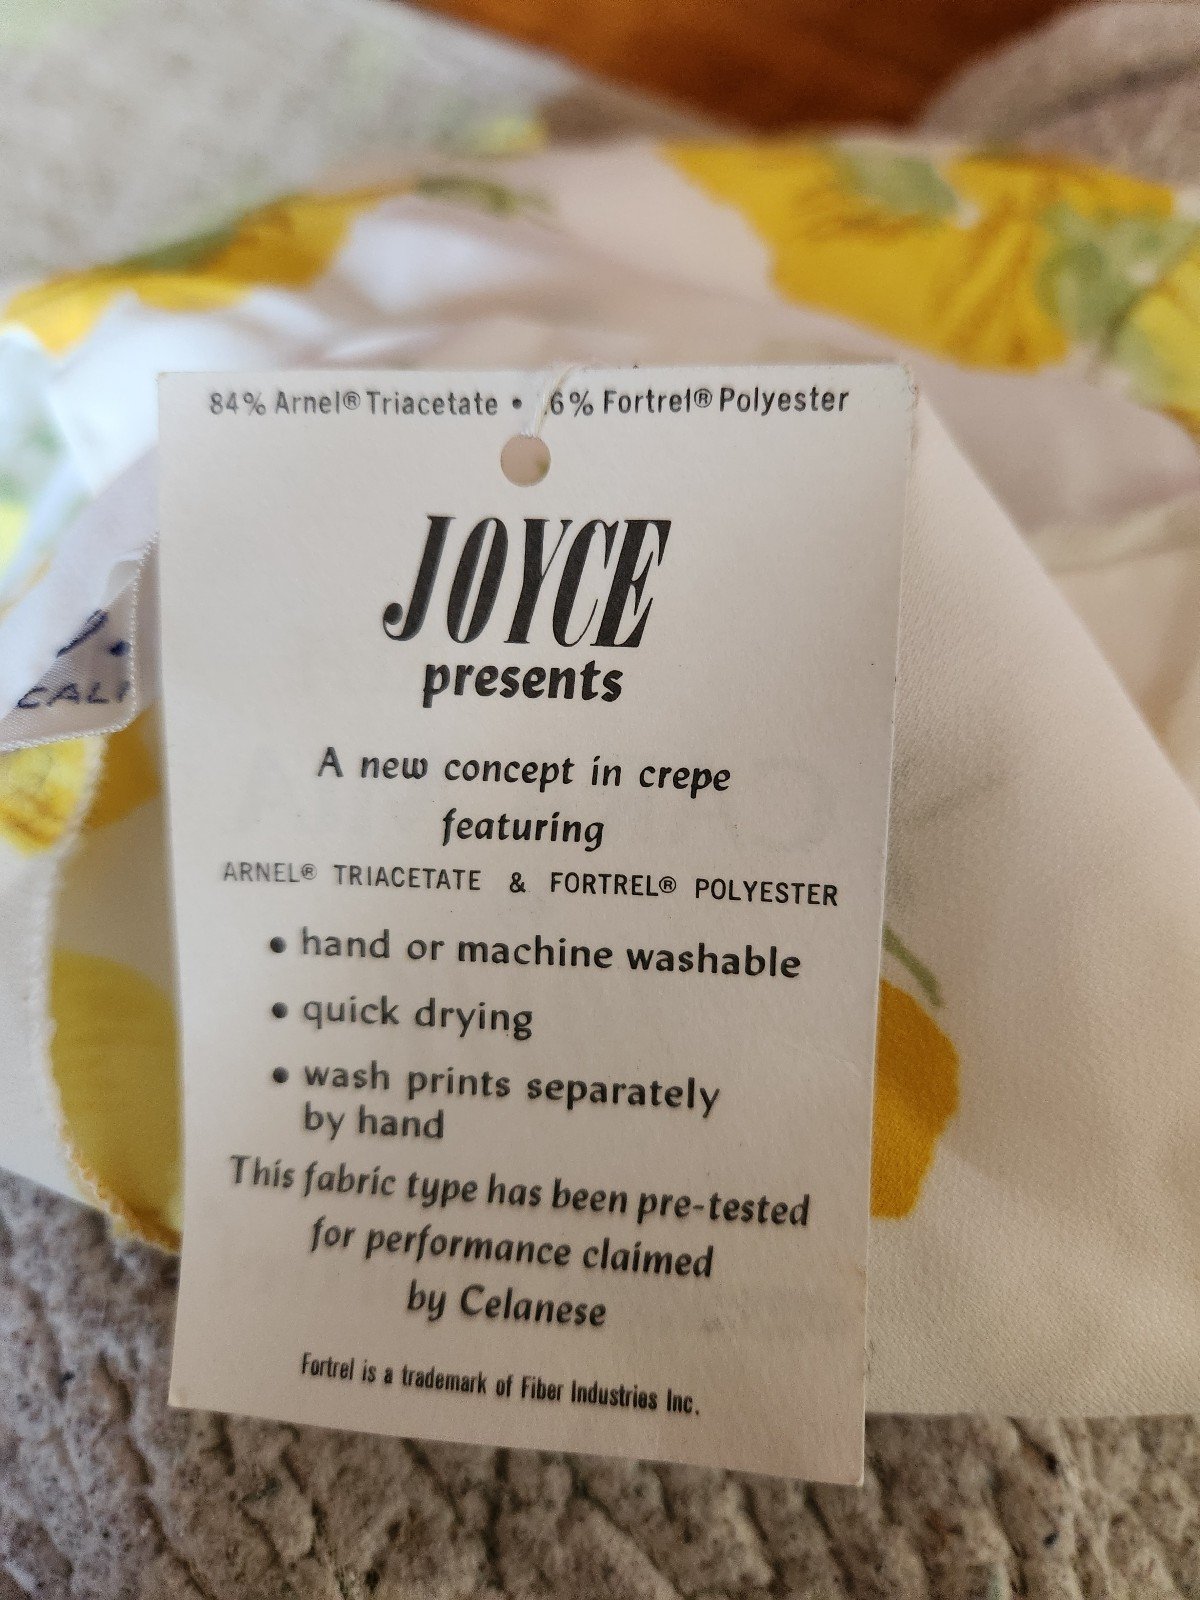 84% Arnel® Triacetate • 6% Fortrel® Polyester
JOYCE
presents
A new concept in crepe
featuring
ARNEL® TRIACETATE & FORTREL® POLYESTER
• hand or machine washable
• quick drying
• wash prints separately
by hand
This fabric type has been pre-tested
for performance claimed
by Celanese
Fortrel is a trademark of Fiber Industries Inc.
CALI